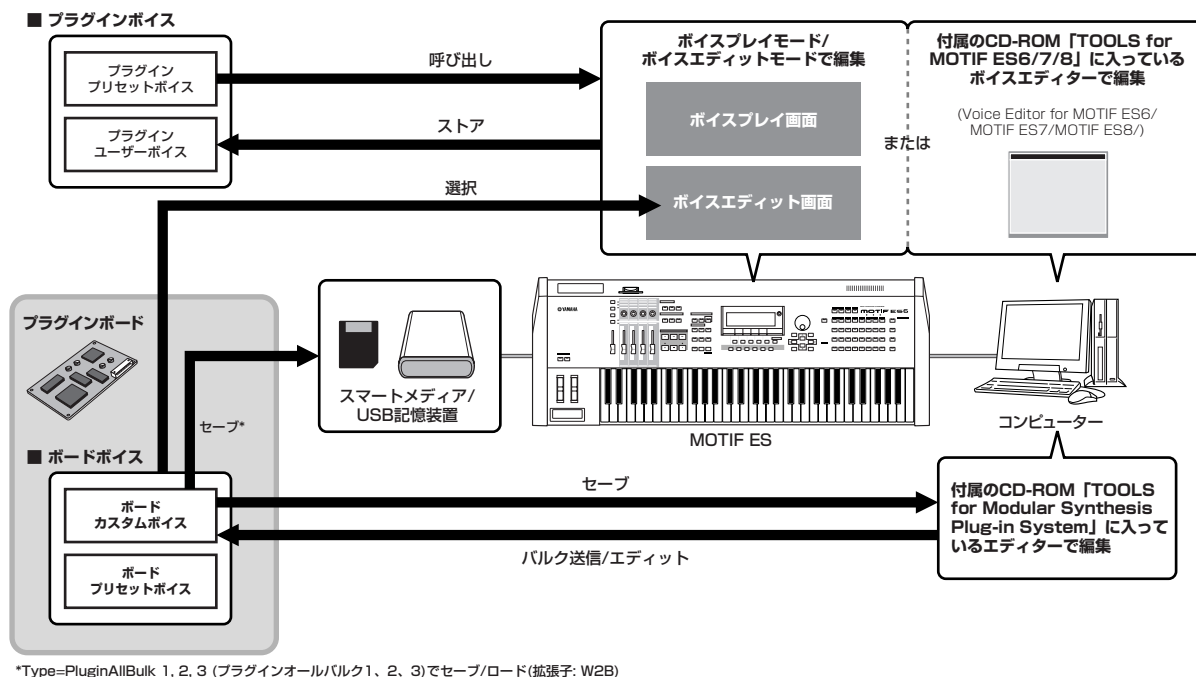 ■ プラグインボイス
プラグイン
プリセットボイス
プラグイン
ユーザーボイス
呼び出し
ストア
選択
ボイスプレイモード/
ボイスエディットモードで編集
ボイスプレイ画面
ボイスエディット画面
または
付属のCD-ROM「TOOLS for
MOTIF ES6/7/8」に入っている
ボイスエディターで編集
(Voice Editor for MOTIF ES6/
MOTIF ES7/MOTIF ES8/)
プラグインボード
セーブ*
スマートメディア/
USB記憶装置
YAMAHA
MOTIF ES6
MOTIF ES
コンピューター
■ ボードボイス
ボード
カスタムボイス
ボード
プリセットボイス
セーブ
バルク送信/エディット
付属のCD-ROM「TOOLS
for Modular Synthesis
Plug-in System」に入って
いるエディターで編集
*Type=PluginAllBulk 1, 2, 3 (プラグインオールバルク1、2、3)でセーブ/ロード(拡張子: W2B)